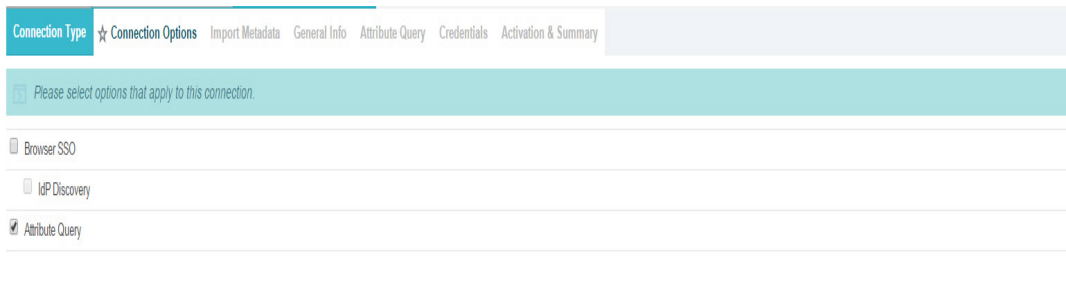 Connection Type ☆ Connection Options Import Metadata General Info Attribute Query Credentials Activation & Summary
Please select options that apply to this connection.
Browser SSO
IdP Discovery
Attribute Query